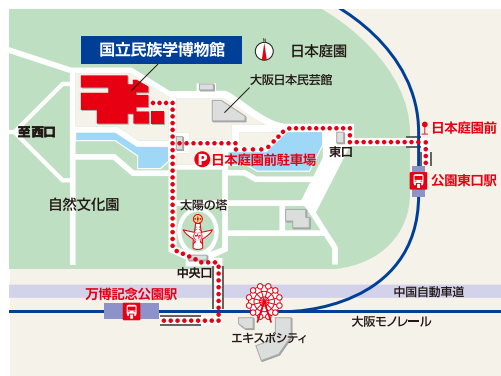 国立民族学博物館
N
日本庭園
大阪日本民芸館
至西口
日本庭園前
P 日本庭園前駐車場
東口
公園東口駅
自然文化園
太陽の塔
中央口
万博記念公園駅
中国自動車道
大阪モノレール
エキスポシティ